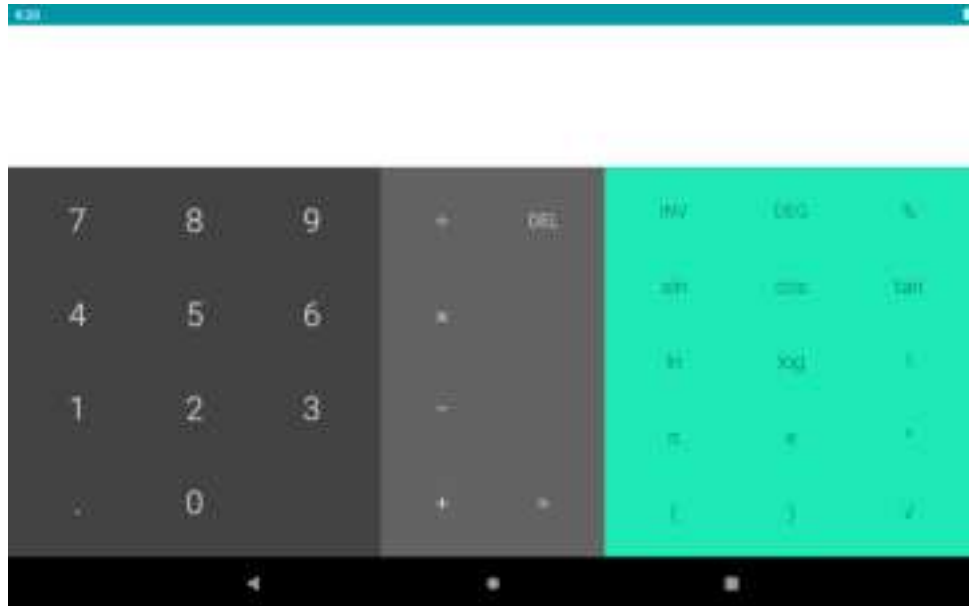 7 8 9 ÷ DEL INV DEG %
4 5 6 × sin cos tan
1 2 3 − ln log !
π e ^
. 0 + = ( ) √